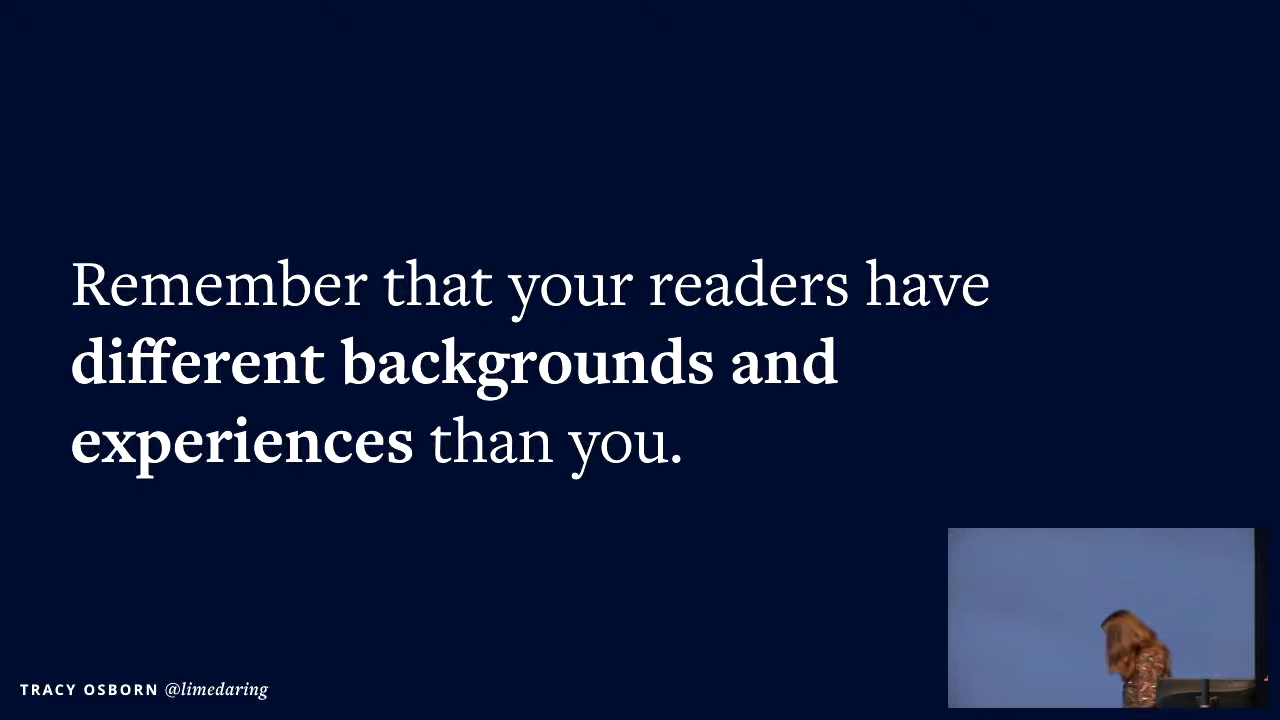 Remember that your readers have
different backgrounds and
experiences than you.
TRACY OSBORN @limedaring